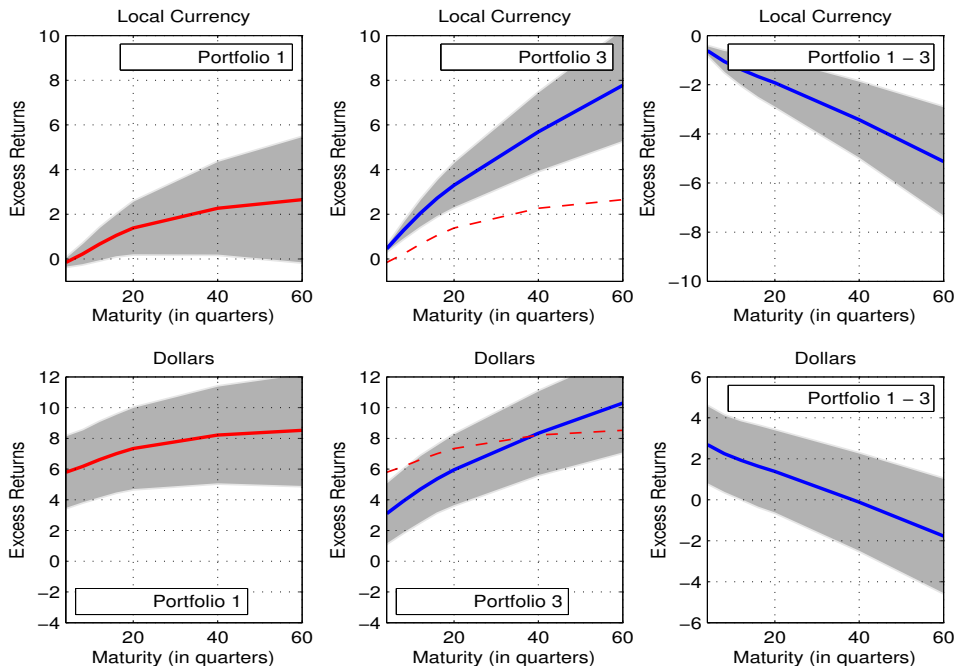 Local Currency
Local Currency
Local Currency
10
8
6
4
2
0
Excess Returns
Portfolio 1
20
40
60
Maturity (in quarters)
10
8
6
4
2
0
Excess Returns
Portfolio 3
20
40
60
Maturity (in quarters)
0
−2
−4
−6
−8
−10
Excess Returns
Portfolio 1 − 3
20
40
60
Maturity (in quarters)
Dollars
Dollars
Dollars
12
10
8
6
4
2
0
−2
−4
Excess Returns
Portfolio 1
20
40
60
Maturity (in quarters)
12
10
8
6
4
2
0
−2
−4
Excess Returns
Portfolio 3
20
40
60
Maturity (in quarters)
6
4
2
0
−2
−4
−6
Excess Returns
Portfolio 1 − 3
20
40
60
Maturity (in quarters)